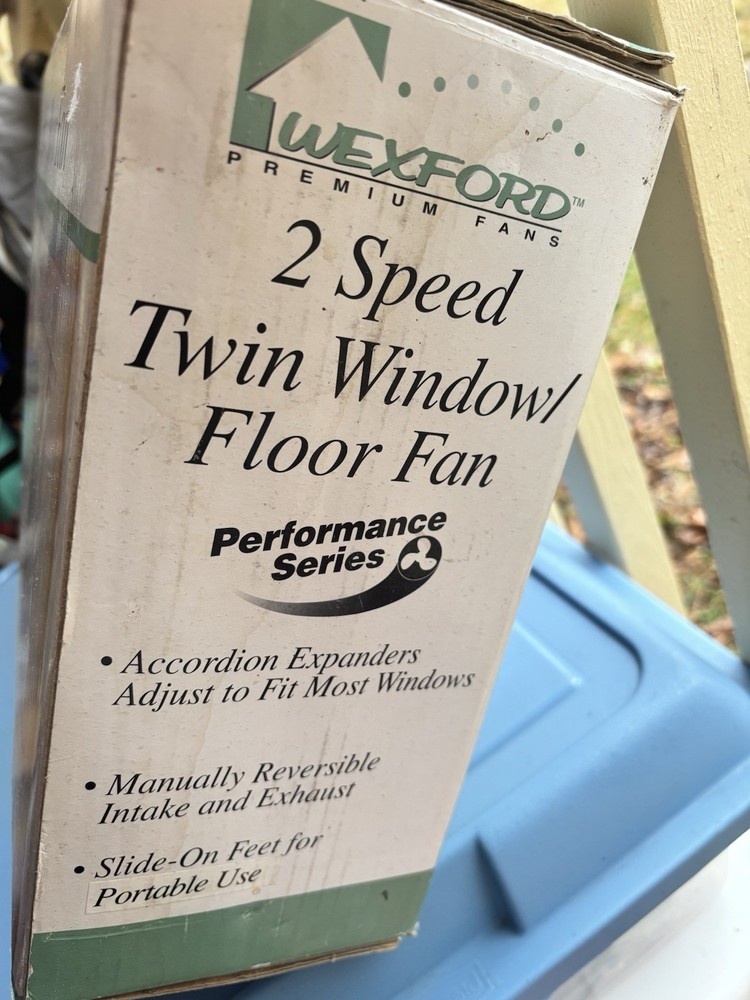 WEXFORD™
PREMIUM FANS
2 Speed
Twin Window/
Floor Fan
Performance
Series
• Accordion Expanders
Adjust to Fit Most Windows
• Manually Reversible
Intake and Exhaust
• Slide-On Feet for
Portable Use